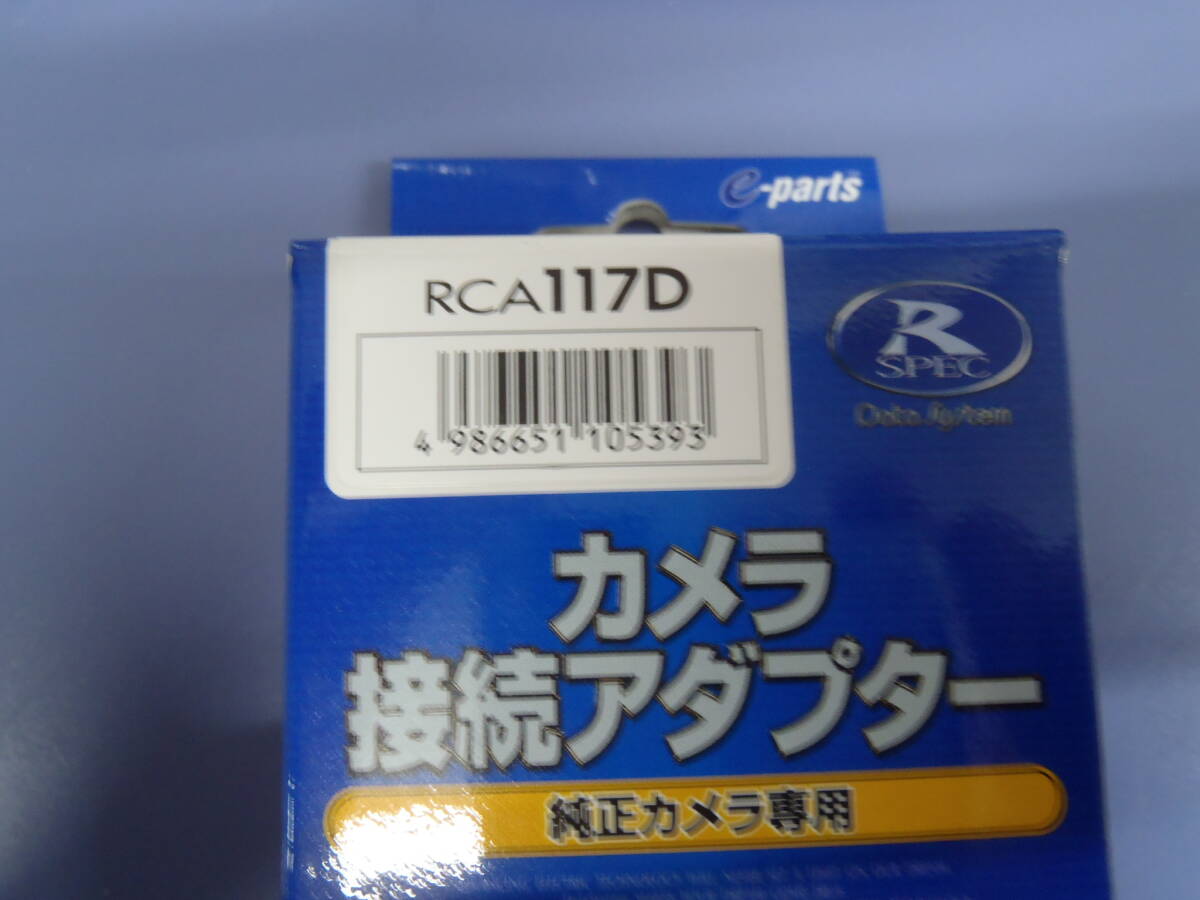 e-parts
RCA117D
4 986651 105393
R
SPEC
Data System
カメラ
接続アダプター
純正カメラ専用